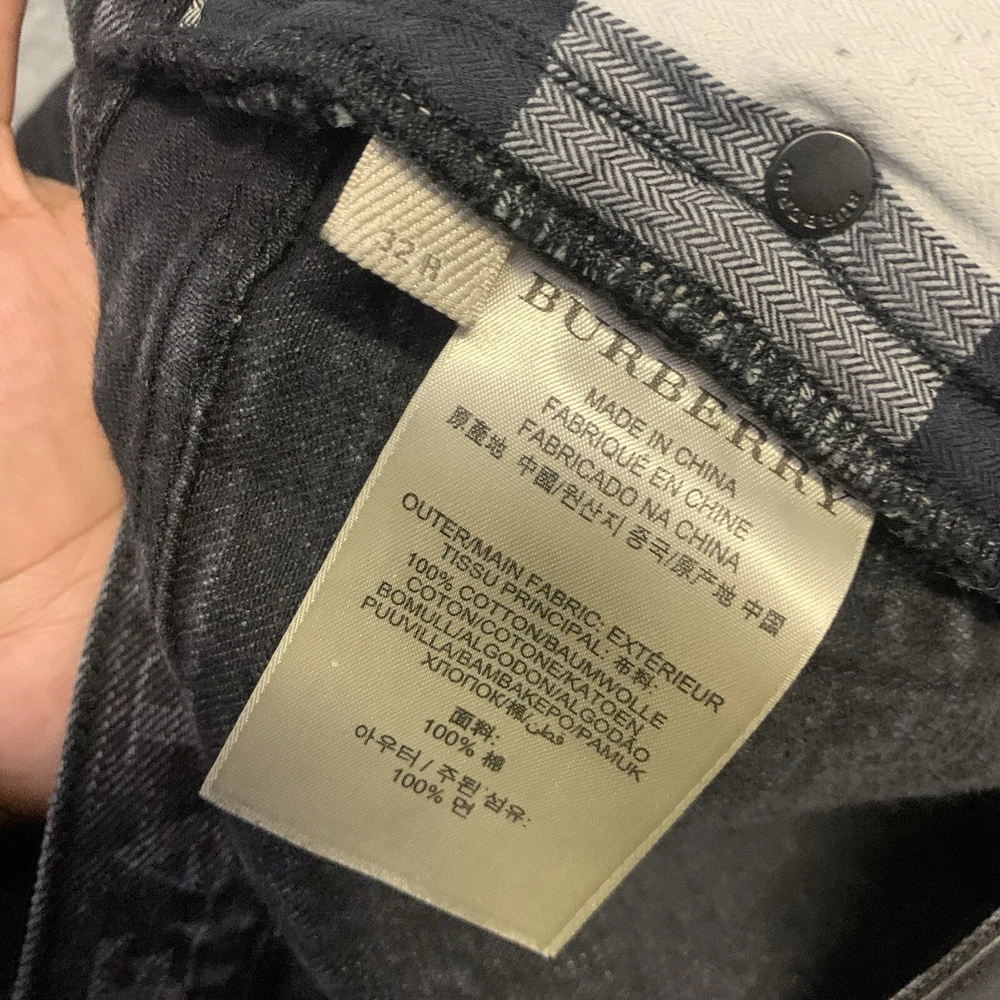 BURBERRY
32 R
BURBERRY
MADE IN CHINA
FABRIQUÉ EN CHINE
FABRICADO NA CHINA
原產地 中國/원산지 중국/原产地 中國
OUTER/MAIN FABRIC, EXTÉRIEUR
TISSU PRINCIPAL: 布料:
100% COTTON/BAUMWOLLE
COTON/COTONE/KATOEN
BOMULL/ALGODON/ALGODÃO
PUUVILLA/BAMBAKEPO/PAMUK
ХЛОПОК/棉/قطن
面料:
100% 棉
아우터 / 주된 섬유:
100% 면